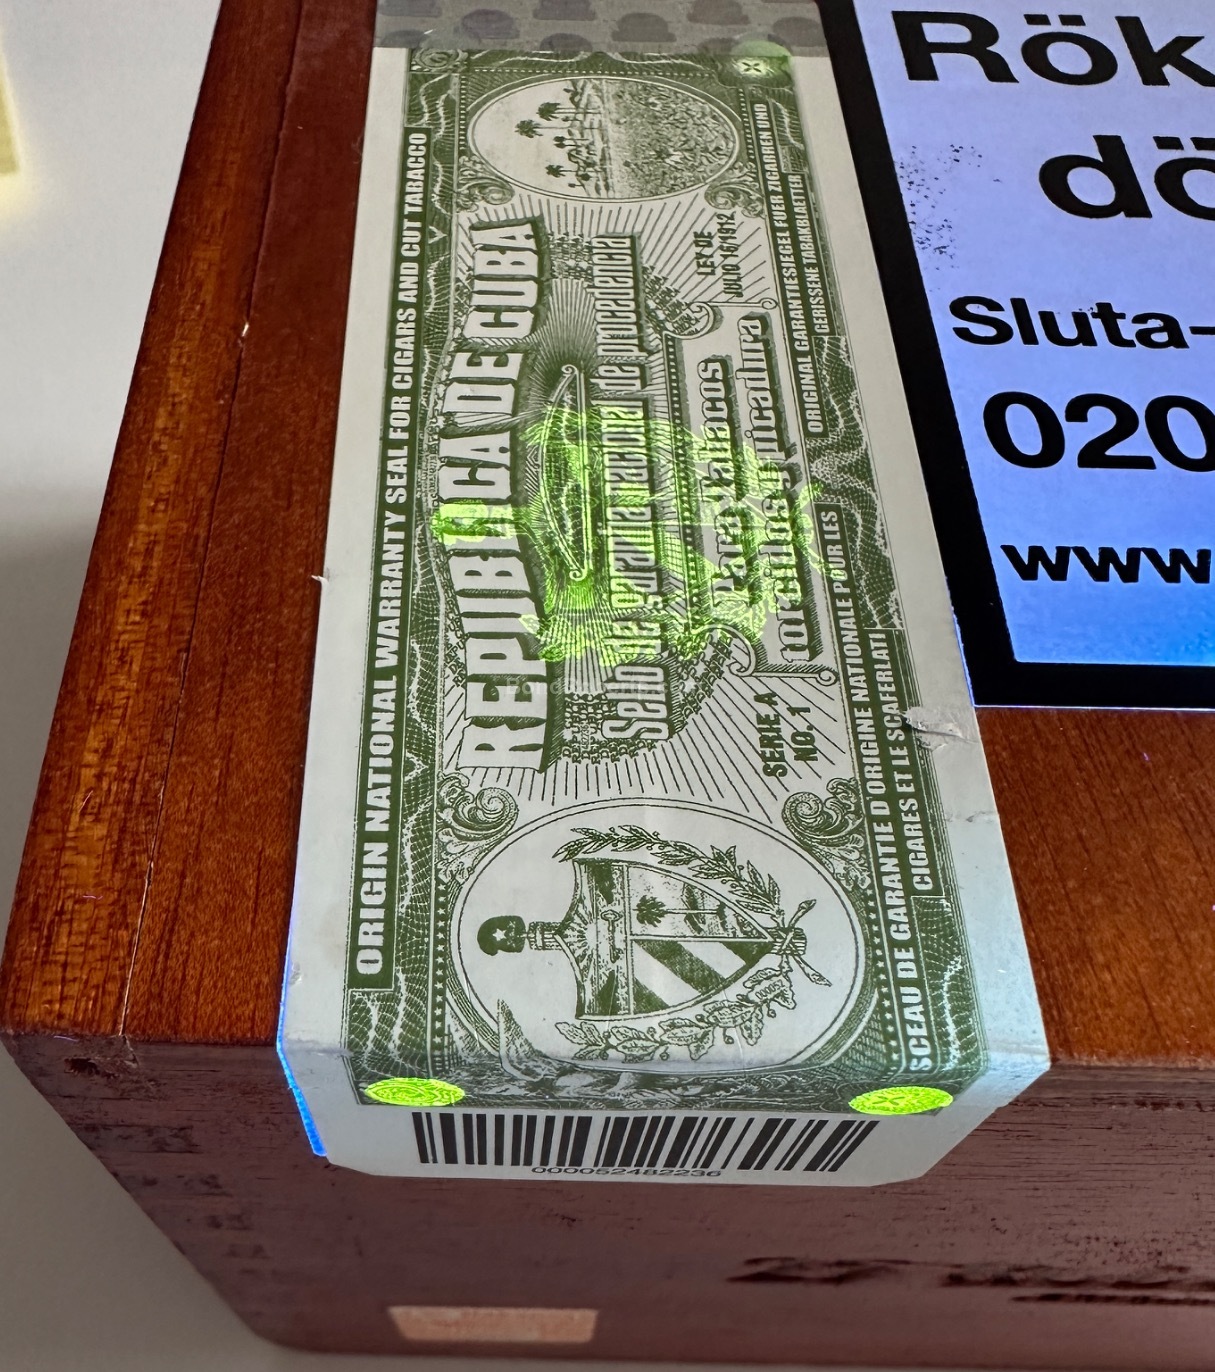 ORIGIN NATIONAL WARRANTY SEAL FOR CIGARS AND CUT TABACCO
REPUBLICA DE CUBA
Sello de garantia nacional de procedencia
Para tabacos
torcidos y picadura
LEY DE
JULIO 16/1912
SERIE A
NO. 1
ORIGINAL GARANTIESIEGEL FUER ZIGARREN UND
GERISSENE TABAKBLAETTER
SCEAU DE GARANTIE D'ORIGINE NATIONALE POUR LES
CIGARES ET LE SCAFERLATI
000052482236
Rök
dö
Sluta-
020
www